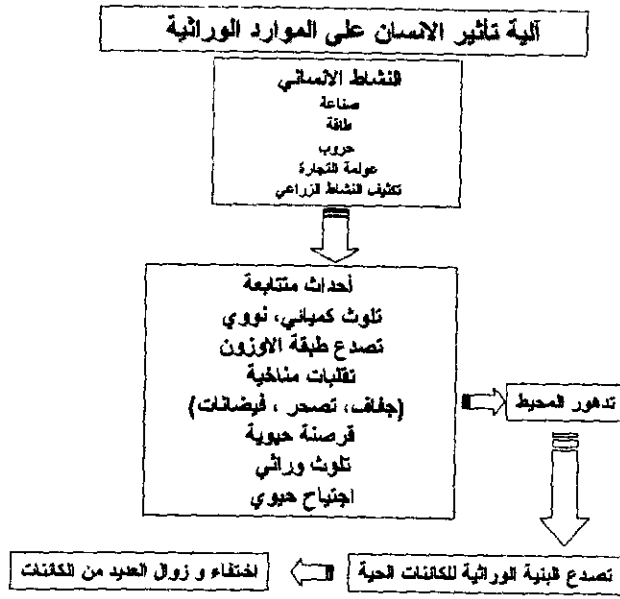 آلية تأثير الانسان على الموارد الوراثية
النشاط الانساني
صناعة
طاقة
حروب
عولمة التجارة
تكثيف النشاط الزراعي
أحداث متتابعة
تلوث كميائي، نووي
تصدع طبقة الاوزون
تقلبات مناخية
(جفاف، تصحر ، فيضانات)
قرصنة حيوية
تلوث وراثي
اجتياح حيوي
تدهور المحيط
تصدع البنية الوراثية للكائنات الحية
اختفاء و زوال العديد من الكائنات